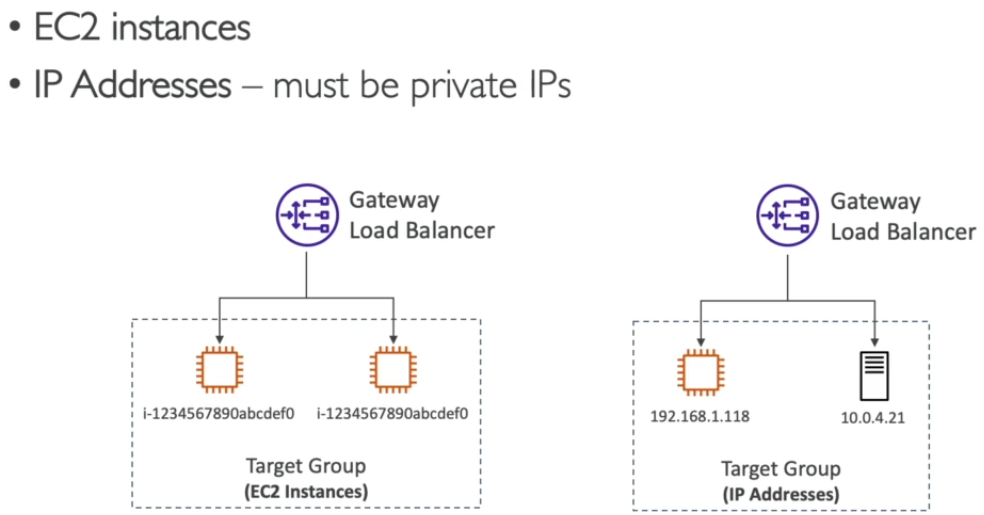 • EC2 instances
• IP Addresses – must be private IPs
Gateway
Load Balancer
i-1234567890abcdef0
i-1234567890abcdef0
Target Group
(EC2 Instances)
Gateway
Load Balancer
192.168.1.118
10.0.4.21
Target Group
(IP Addresses)